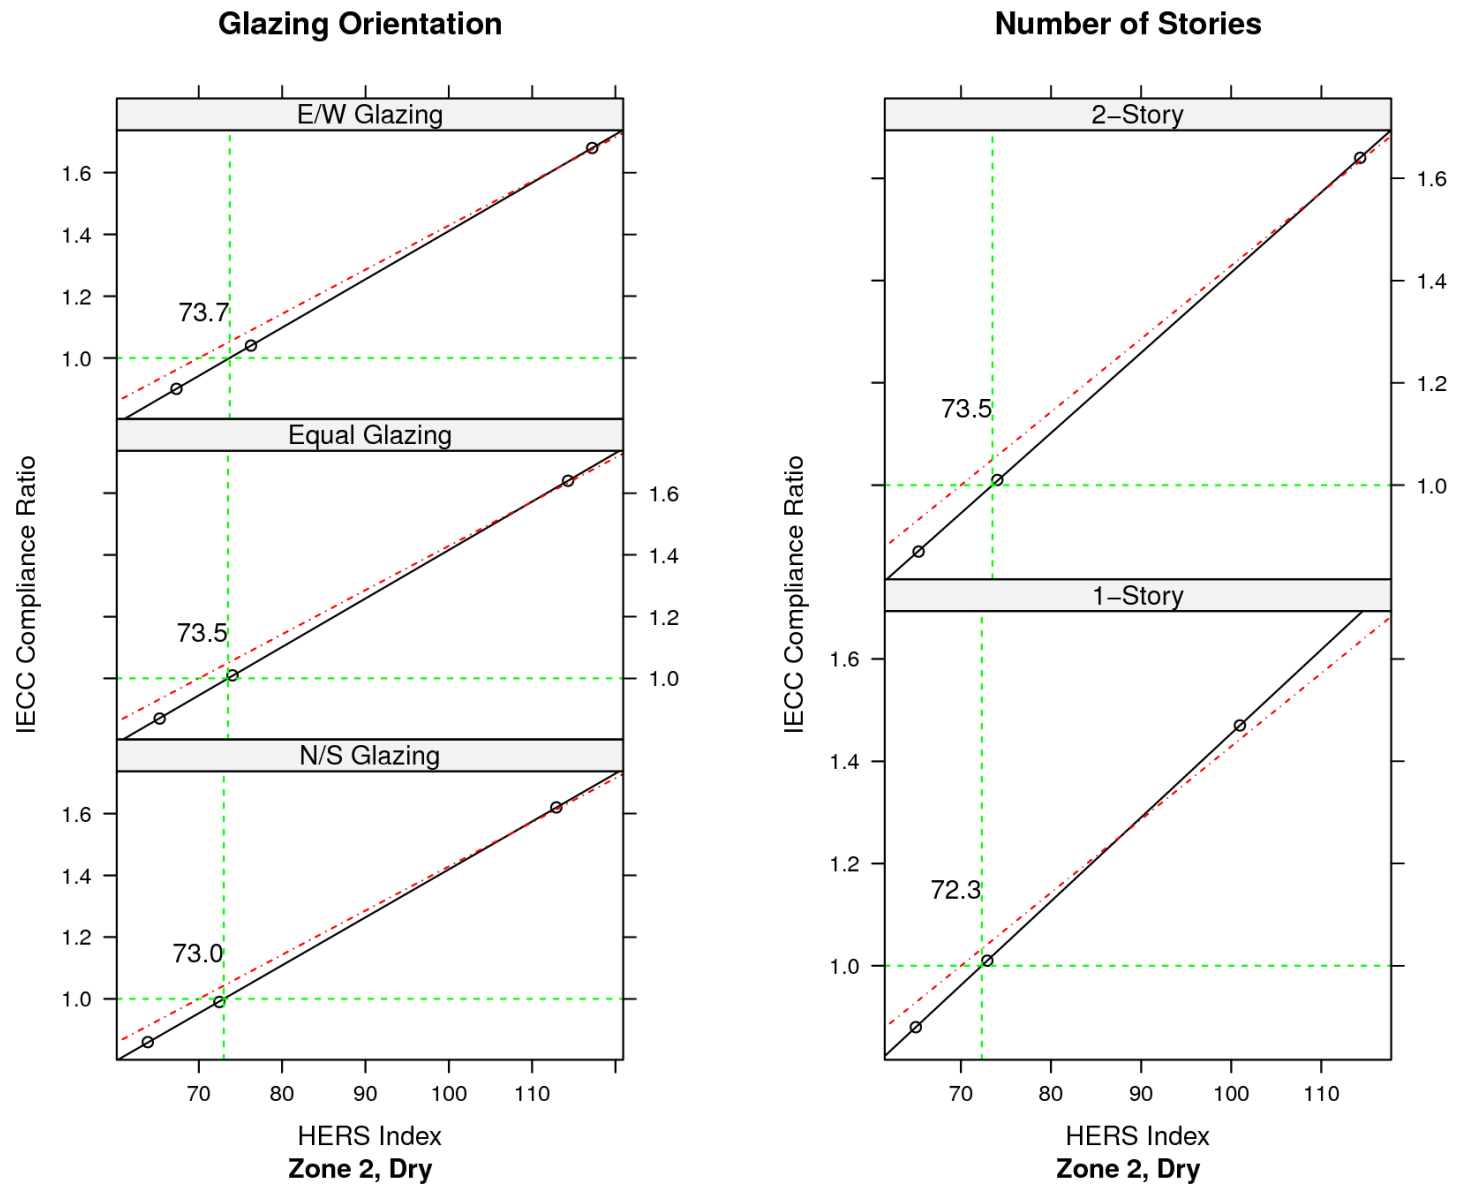 Glazing Orientation
E/W Glazing
1.6
1.4
1.2
1.0
73.7
Equal Glazing
1.6
1.4
1.2
1.0
73.5
N/S Glazing
1.6
1.4
1.2
1.0
73.0
70 80 90 100 110
IECC Compliance Ratio
HERS Index
Zone 2, Dry
Number of Stories
2−Story
1.6
1.4
1.2
1.0
73.5
1−Story
1.6
1.4
1.2
1.0
72.3
70 80 90 100 110
IECC Compliance Ratio
HERS Index
Zone 2, Dry